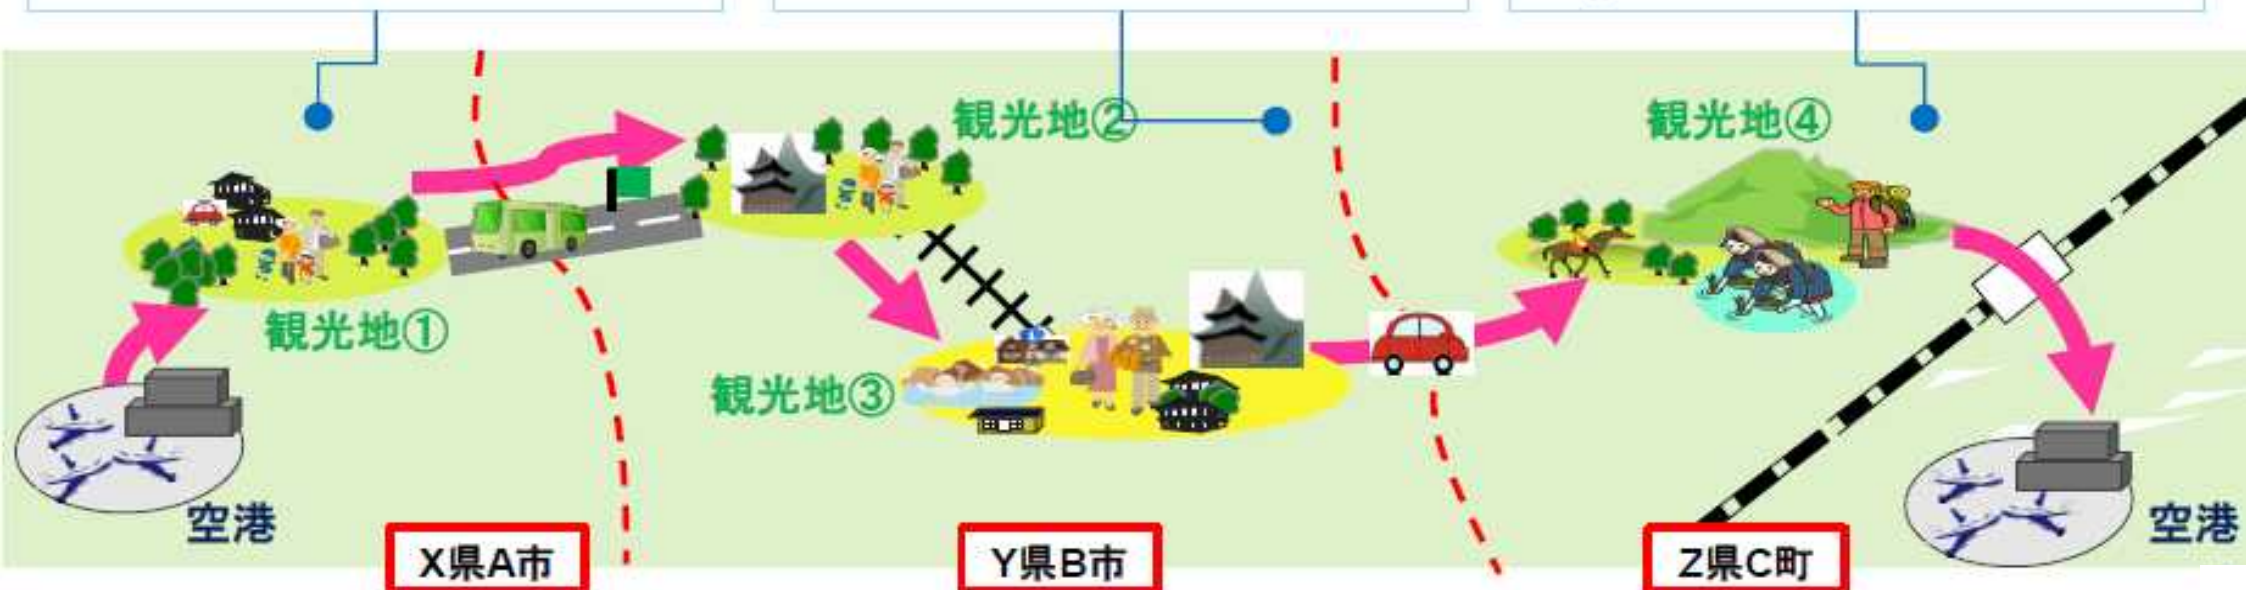 観光地②
観光地④
観光地①
観光地③
空港
空港
X県A市
Y県B市
Z県C町